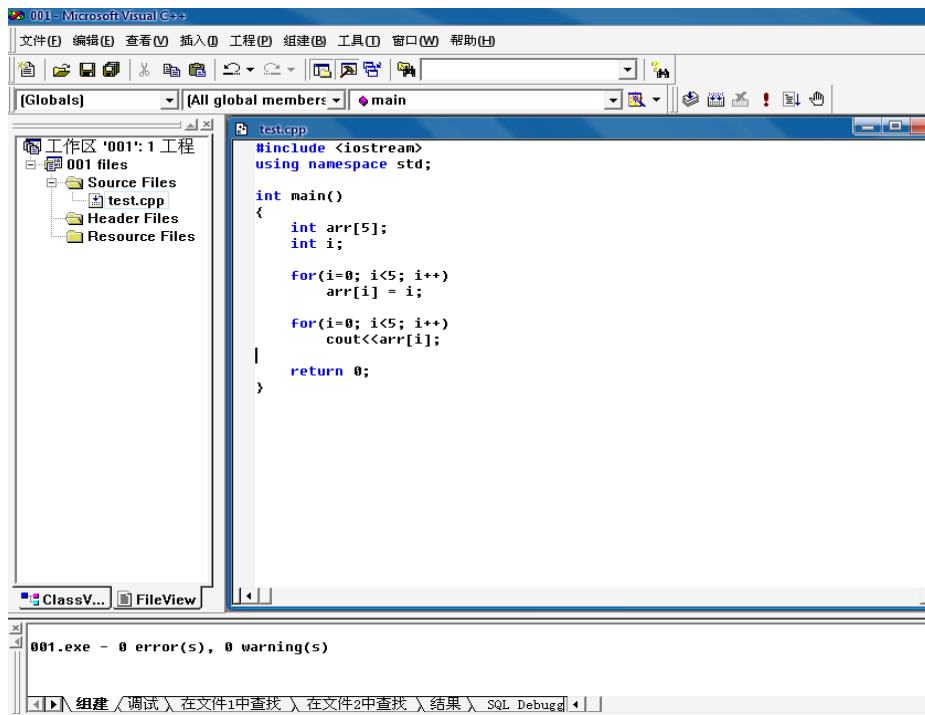 001 - Microsoft Visual C++
文件(F) 编辑(E) 查看(V) 插入(I) 工程(P) 组建(B) 工具(T) 窗口(W) 帮助(H)
(Globals) (All global members main
工作区 '001': 1 工程
001 files
Source Files
test.cpp
Header Files
Resource Files
ClassV... FileView
test.cpp
#include <iostream>
using namespace std;
int main()
{
int arr[5];
int i;
for(i=0; i<5; i++)
arr[i] = i;
for(i=0; i<5; i++)
cout<<arr[i];
return 0;
}
001.exe - 0 error(s), 0 warning(s)
组建 调试 在文件1中查找 在文件2中查找 结果 SQL Debugg